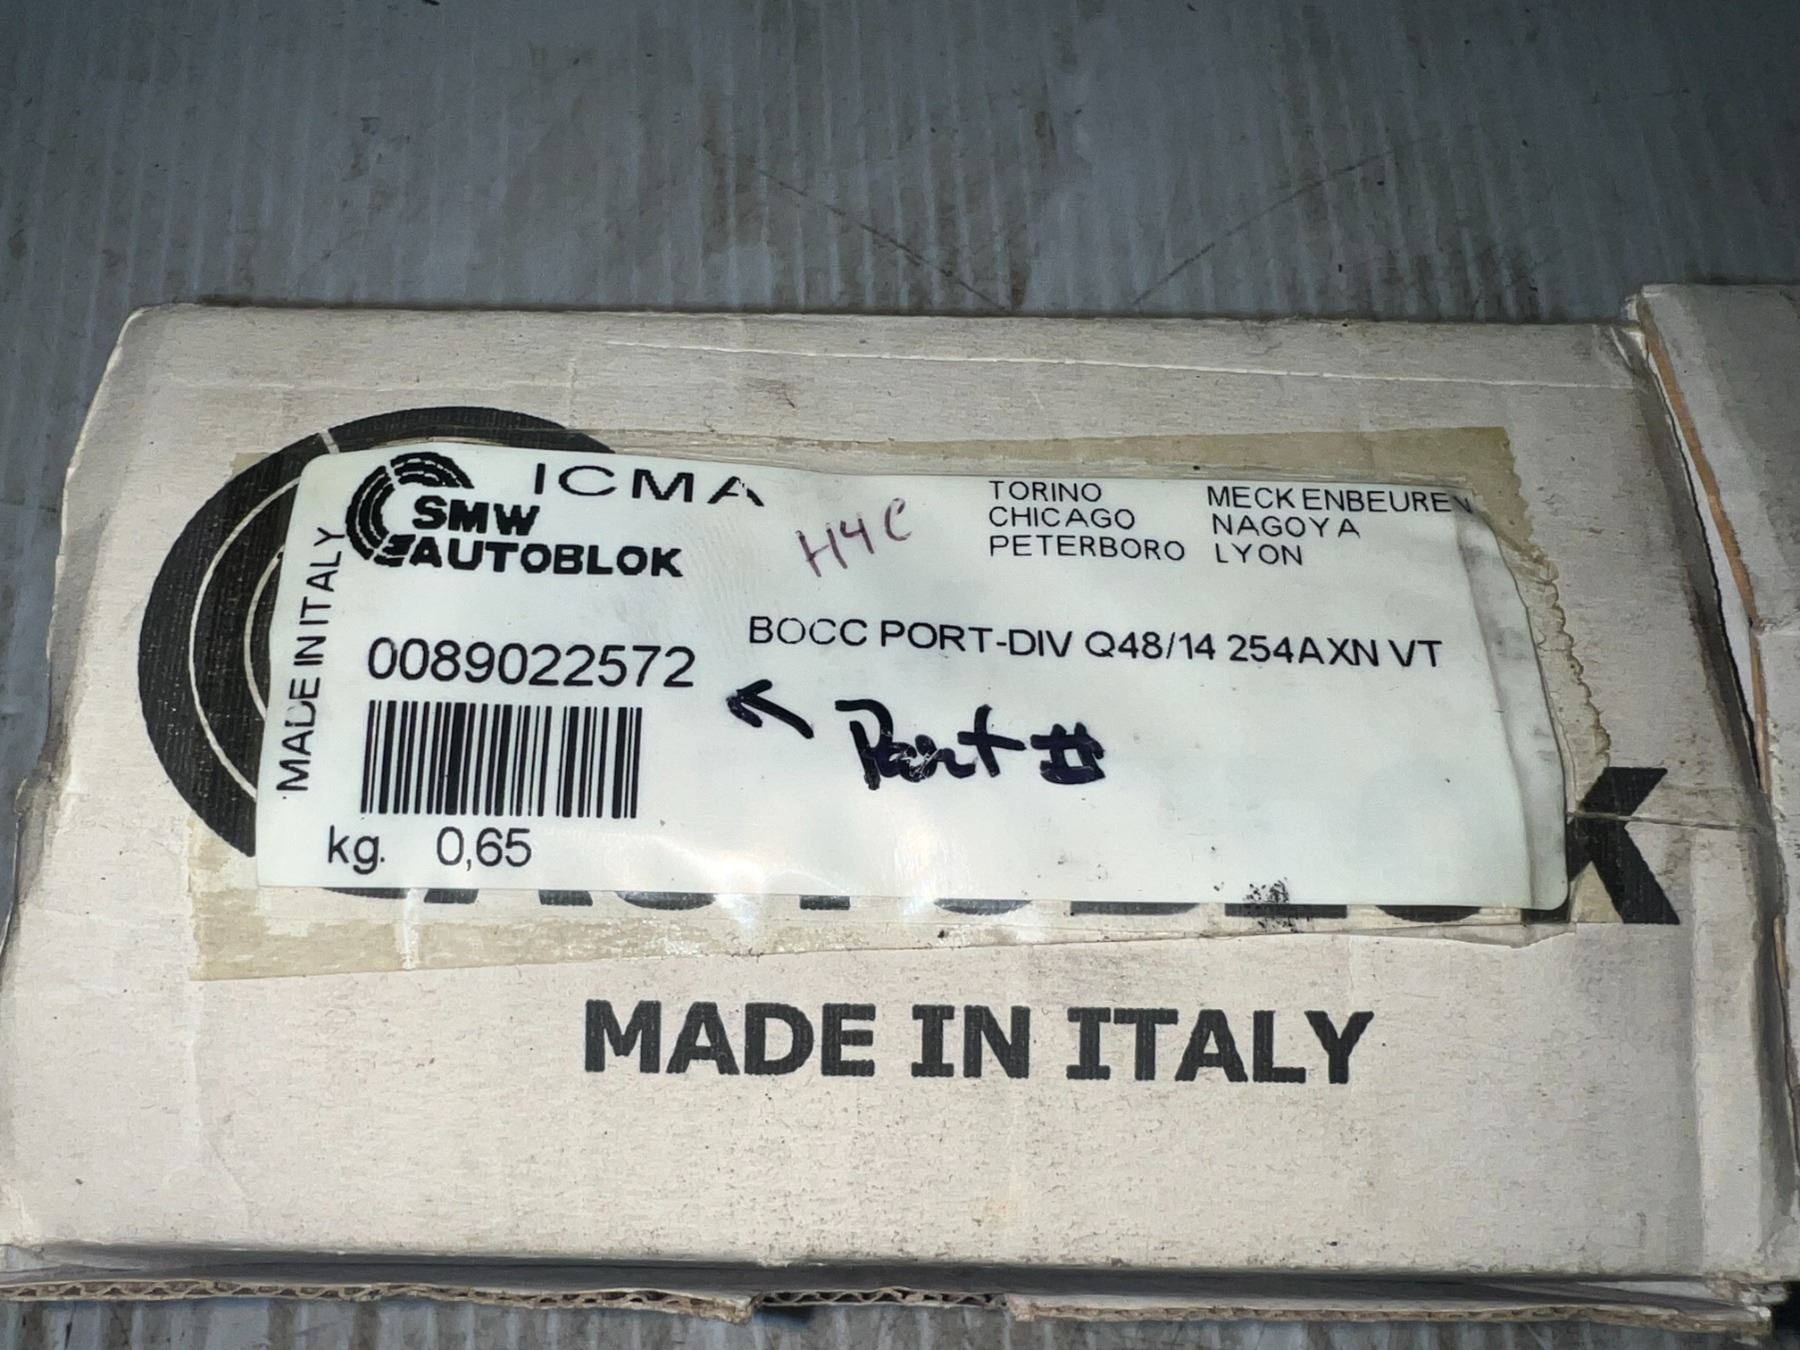 ICMA
SMW
AUTOBLOK
H4C
TORINO
CHICAGO
PETERBORO
MECKENBEUREN
NAGOYA
LYON
MADE IN ITALY
0089022572
BOCC PORT-DIV Q48/14 254AXN VT
← Part #
kg. 0,65
AUTOBLOK
MADE IN ITALY